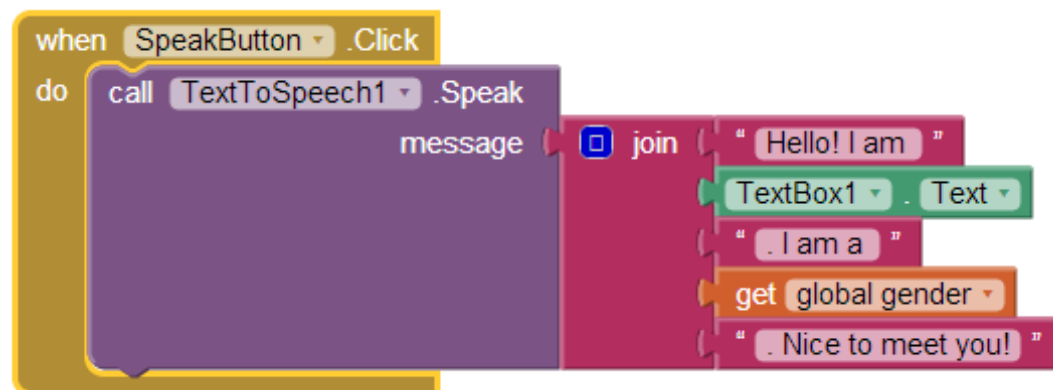 when SpeakButton .Click
do call TextToSpeech1 .Speak
message join " Hello! I am "
TextBox1 . Text
" . I am a "
get global gender
" . Nice to meet you! "